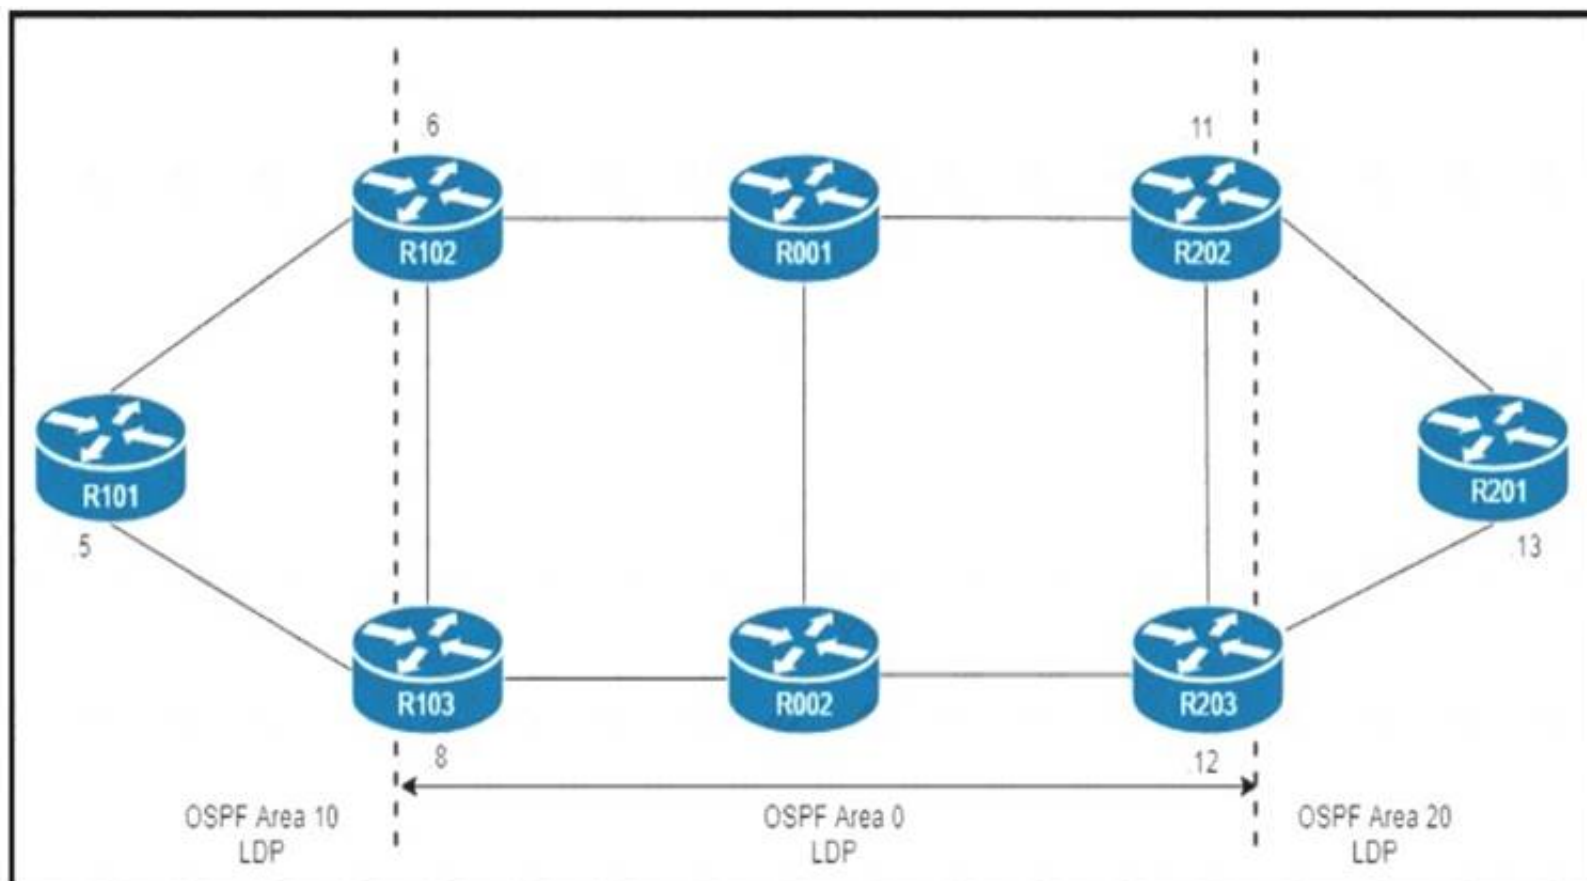 .6
11
R102
R001
R202
R101
R201
.5
.13
R103
R002
R203
8
.12
OSPF Area 10
LDP
OSPF Area 0
LDP
OSPF Area 20
LDP